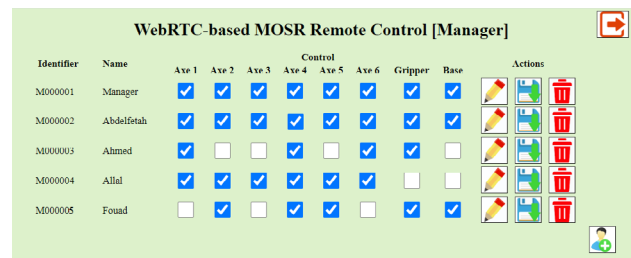 WebRTC-based MOSR Remote Control [Manager]
Identifier Name Control Actions
Axe 1 Axe 2 Axe 3 Axe 4 Axe 5 Axe 6 Gripper Base
M000001 Manager
M000002 Abdelfetah
M000003 Ahmed
M000004 Allal
M000005 Fouad